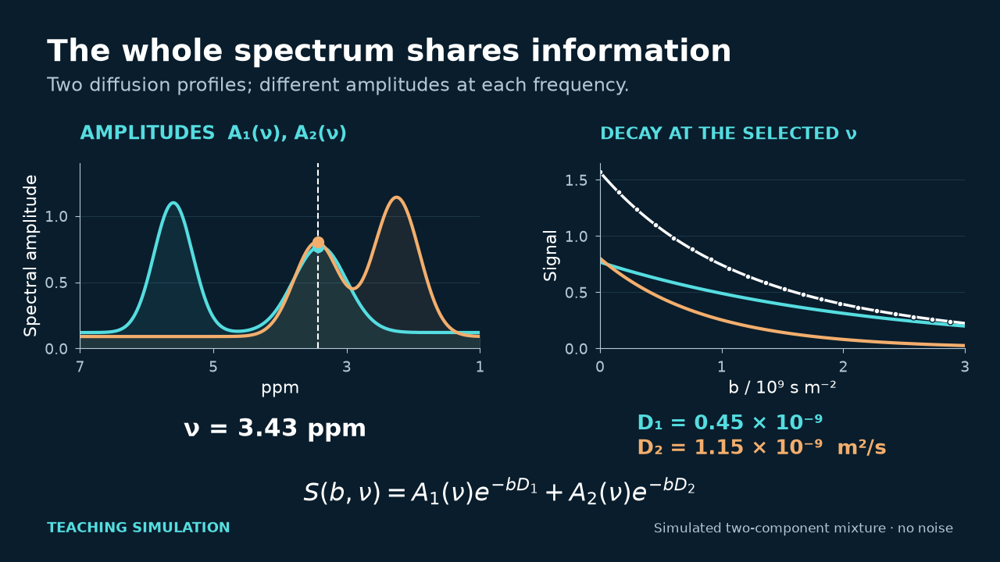 The whole spectrum shares information
Two diffusion profiles; different amplitudes at each frequency.
AMPLITUDES A₁(ν), A₂(ν)
Spectral amplitude
1.0
0.5
0.0
7 5 3 1
ppm
ν = 3.43 ppm
DECAY AT THE SELECTED ν
Signal
1.5
1.0
0.5
0.0
0 1 2 3
b / 10⁹ s m⁻²
D₁ = 0.45 × 10⁻⁹
D₂ = 1.15 × 10⁻⁹ m²/s
S(b, ν) = A₁(ν)e^{−bD₁} + A₂(ν)e^{−bD₂}
TEACHING SIMULATION
Simulated two-component mixture · no noise